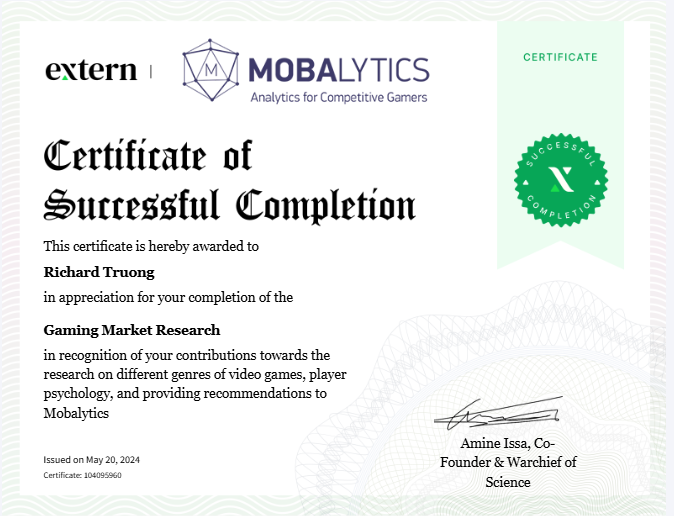 extern |
M MOBALYTICS
Analytics for Competitive Gamers
CERTIFICATE
SUCCESSFUL
COMPLETION
Certificate of
Successful Completion
This certificate is hereby awarded to
Richard Truong
in appreciation for your completion of the
Gaming Market Research
in recognition of your contributions towards the
research on different genres of video games, player
psychology, and providing recommendations to
Mobalytics
Issued on May 20, 2024
Certificate: 104095960
Amine Issa, Co-
Founder & Warchief of
Science